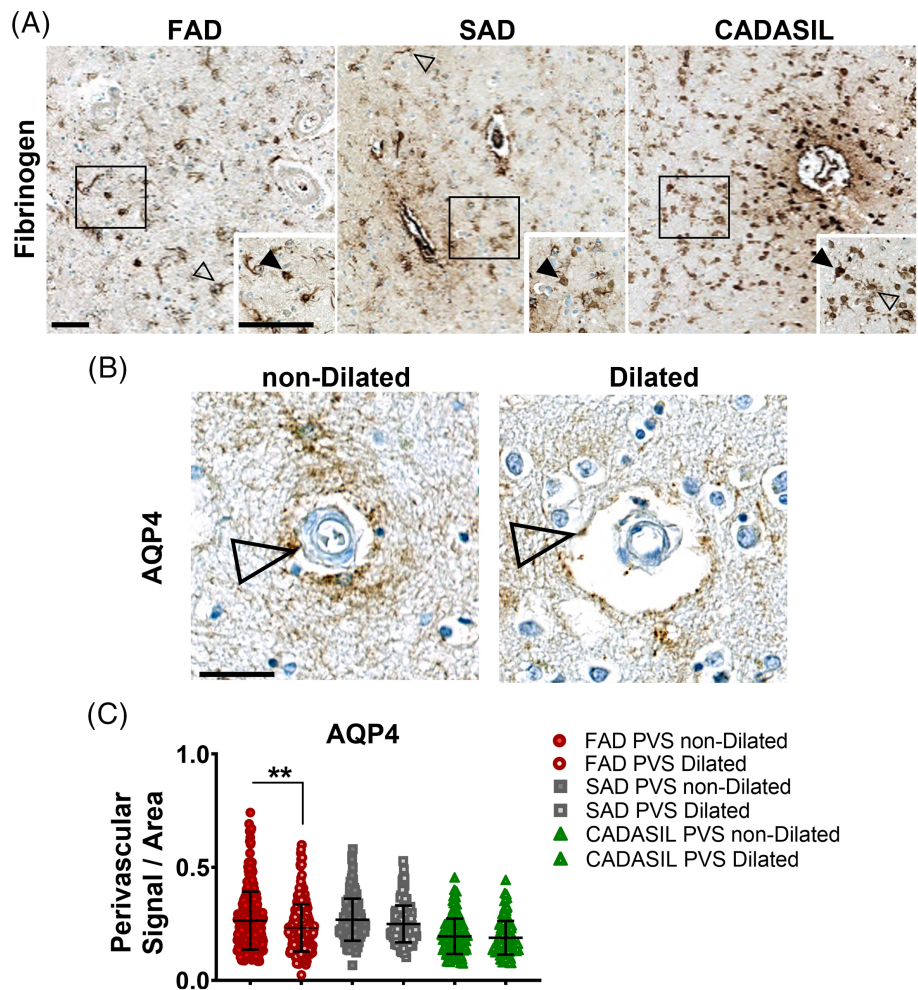 (A)
FAD SAD CADASIL
Fibrinogen
(B)
non-Dilated Dilated
AQP4
(C)
AQP4
1.0
0.5
0.0
Perivascular
Signal / Area
**
FAD PVS non-Dilated
FAD PVS Dilated
SAD PVS non-Dilated
SAD PVS Dilated
CADASIL PVS non-Dilated
CADASIL PVS Dilated